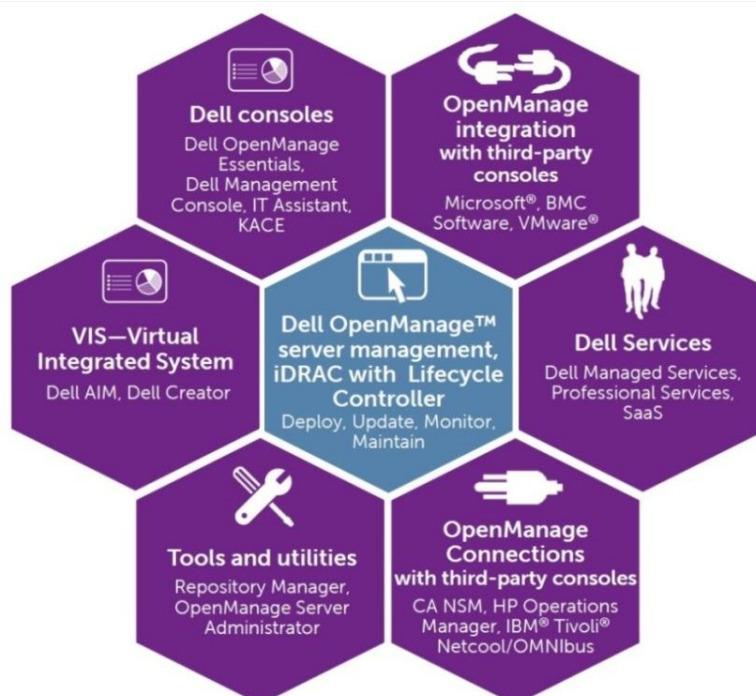 Dell consoles
Dell OpenManage
Essentials,
Dell Management
Console, IT Assistant,
KACE
OpenManage
integration
with third-party
consoles
Microsoft®, BMC
Software, VMware®
VIS—Virtual
Integrated System
Dell AIM, Dell Creator
Dell OpenManage™
server management,
iDRAC with Lifecycle
Controller
Deploy, Update, Monitor,
Maintain
Dell Services
Dell Managed Services,
Professional Services,
SaaS
Tools and utilities
Repository Manager,
OpenManage Server
Administrator
OpenManage
Connections
with third-party consoles
CA NSM, HP Operations
Manager, IBM® Tivoli®
Netcool/OMNIbus